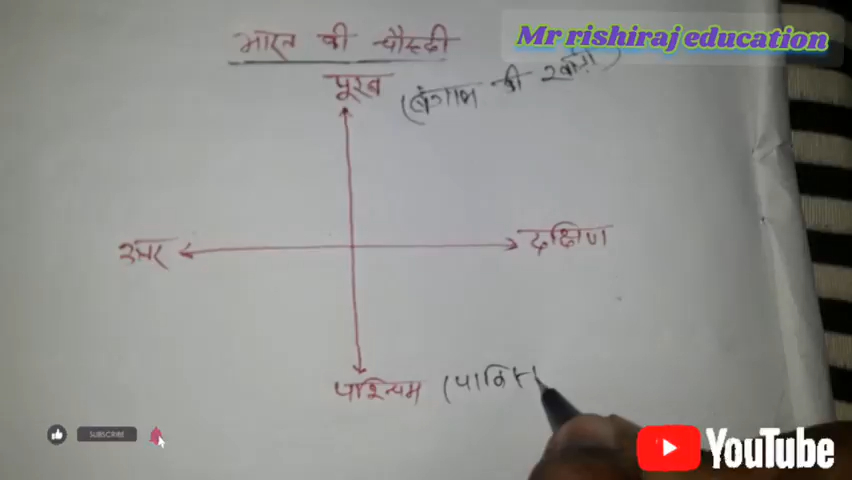 भारत की चौहदी
Mr rishiraj education
पूरब
(बंगाल की खाड़ी)
उत्तर
दक्षिण
पश्चिम (पाकि
SUBSCRIBE
YouTube